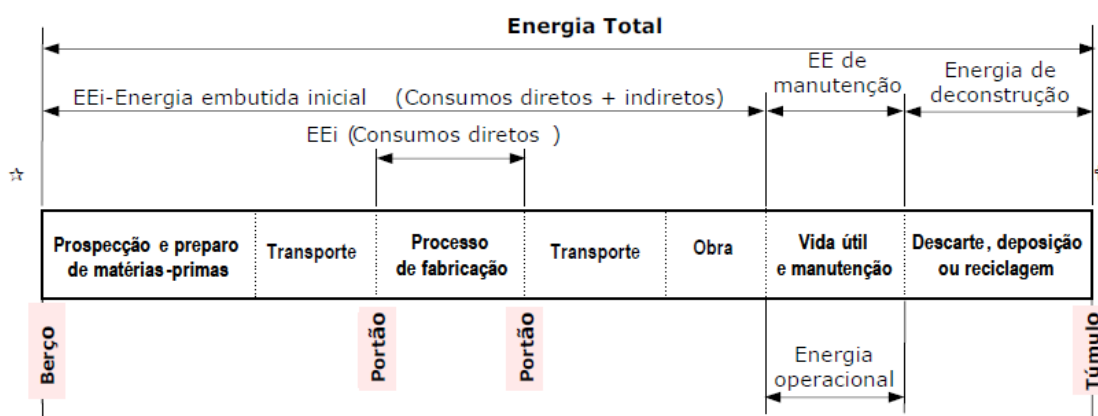 Energia Total
EE de
manutenção
Energia de
deconstrução
EEi-Energia embutida inicial (Consumos diretos + indiretos)
EEi (Consumos diretos )
Prospecção e preparo
de matérias-primas
Transporte
Processo
de fabricação
Transporte
Obra
Vida útil
e manutenção
Descarte, deposição
ou reciclagem
Berço
Portão
Portão
Energia
operacional
Túmulo